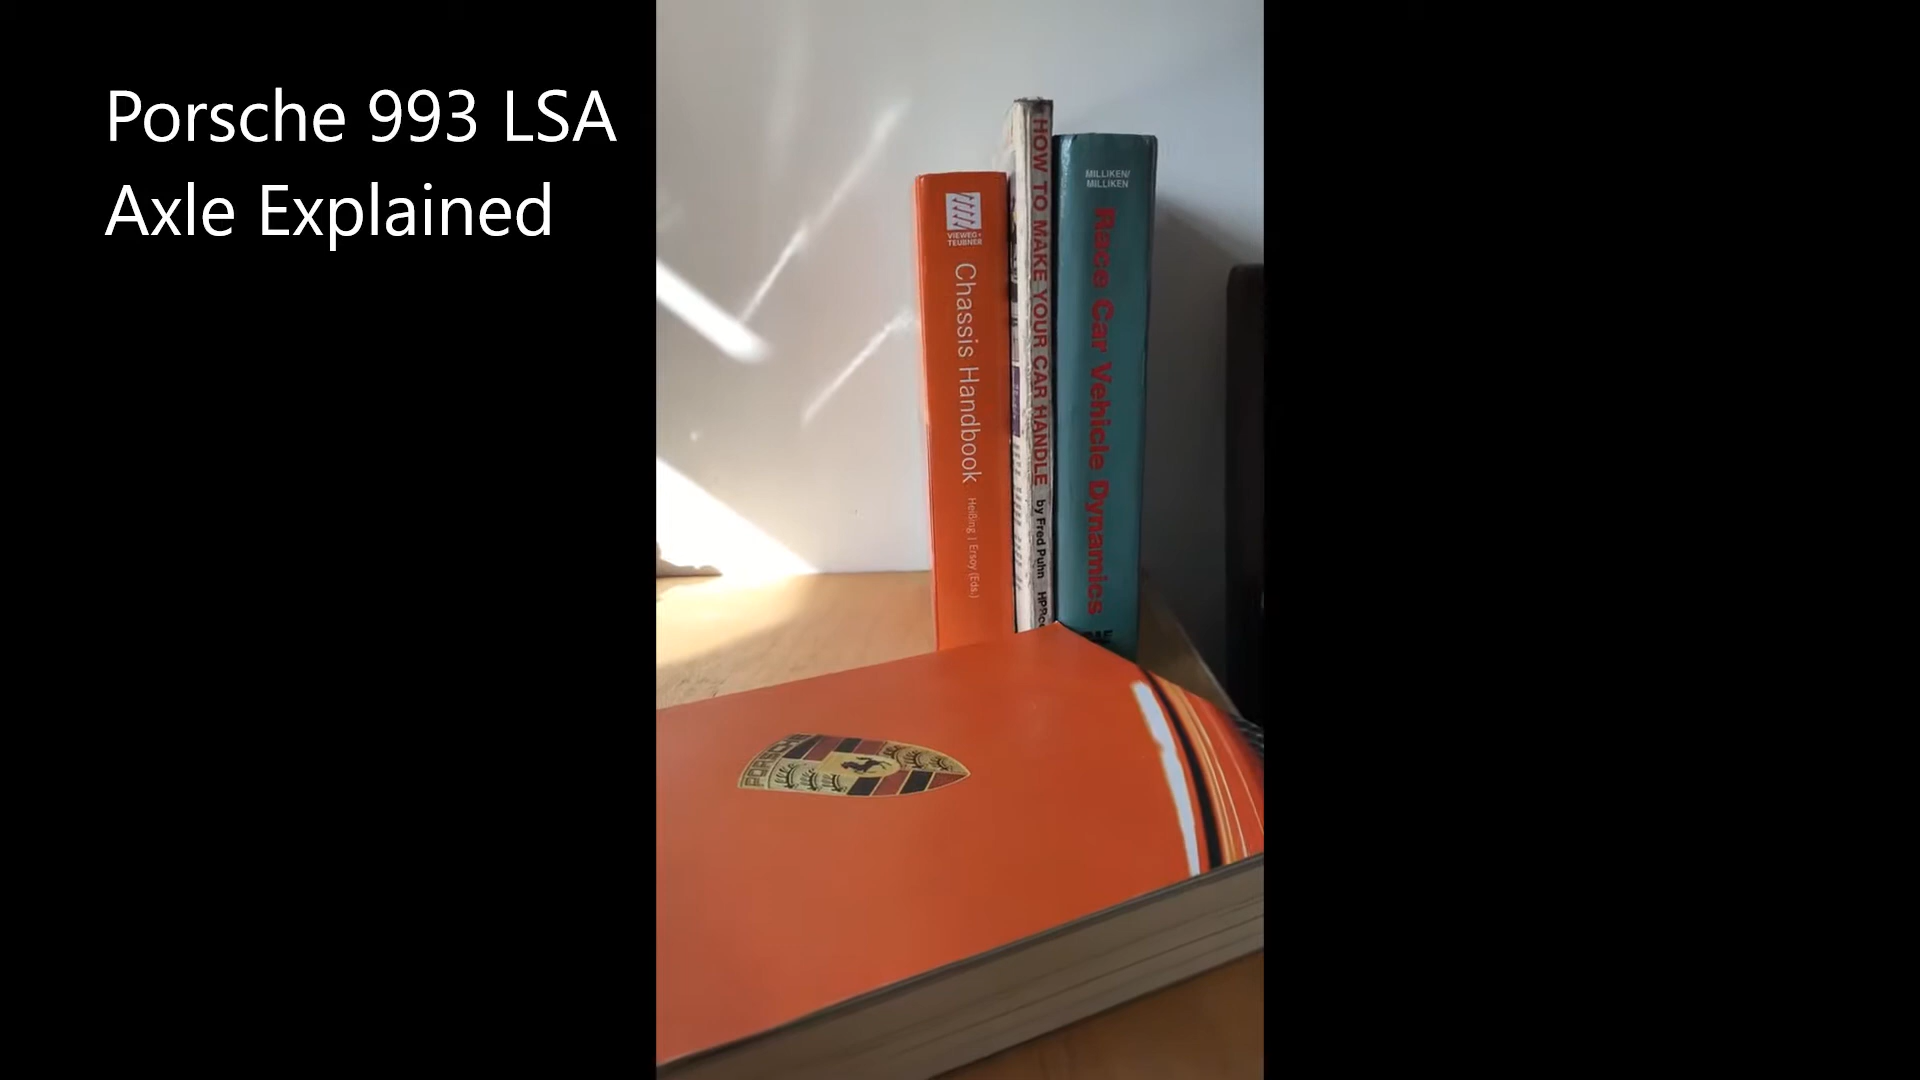 Porsche 993 LSA
Axle Explained
VIEWEG+
TEUBNER
Chassis Handbook
Heißing | Ersoy (Eds.)
HOW TO MAKE YOUR CAR HANDLE by Fred Puhn
MILLIKEN/
MILLIKEN
Race Car Vehicle Dynamics
PORSCHE